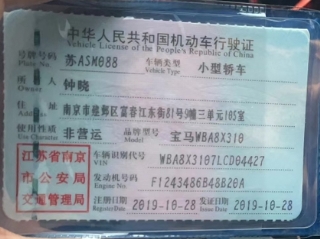 中华人民共和国机动车行驶证
Vehicle License of the People's Republic of China
号牌号码 苏ASM088 车辆类型 小型轿车
Plate No Vehicle Type
所有人 钟晓
Owner
住址 南京市建邺区富春江东街81号9幢三单元105室
Address
使用性质 非营运 品牌型号 宝马WBA8X310
Use Character Model
江苏省南京 车辆识别代号 WBA8X3107LCD04427
VIN
市公安局 发动机号码 F1243486B48B20A
Engine No
交通管理局 注册日期 2019-10-28 发证日期 2019-10-28
Register Date Issue Date